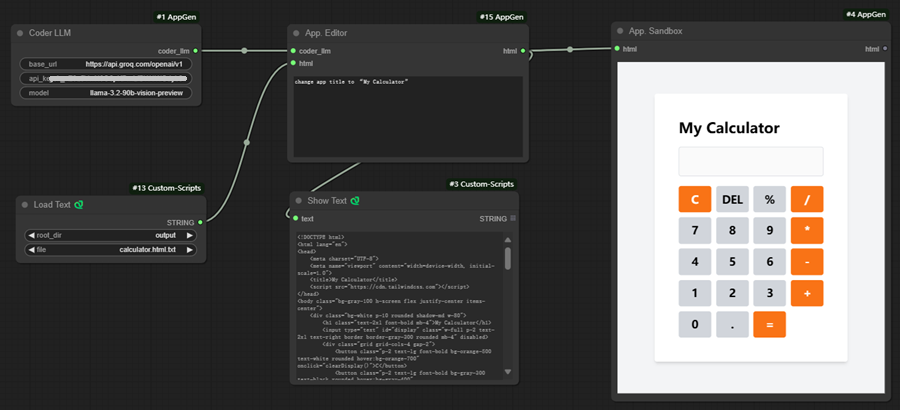 #1 AppGen
Coder LLM
coder_llm
base_url https://api.groq.com/openai/v1
api_k
model llama-3.2-90b-vision-preview
#13 Custom-Scripts
Load Text
STRING
root_dir output
file calculator.html.txt
#15 AppGen
App. Editor
coder_llm html
html
change app title to "My Calculator"
#3 Custom-Scripts
Show Text
text STRING
<!DOCTYPE html>
<html lang="en">
<head>
<meta charset="UTF-8">
<meta name="viewport" content="width=device-width, initial-
scale=1.0">
<title>My Calculator</title>
<script src="https://cdn.tailwindcss.com"></script>
</head>
<body class="bg-gray-100 h-screen flex justify-center items-
center">
<div class="bg-white p-10 rounded shadow-md w-80">
<h1 class="text-2xl font-bold mb-4">My Calculator</h1>
<input type="text" id="display" class="w-full p-2 text-
2xl text-right border border-gray-200 rounded mb-4" disabled>
<div class="grid grid-cols-4 gap-2">
<button class="p-2 text-lg font-bold bg-orange-500
text-white rounded hover:bg-orange-700"
onclick="clearDisplay()">C</button>
<button class="p-2 text-lg font-bold bg-gray-300
#4 AppGen
App. Sandbox
html html
My Calculator
C DEL % /
7 8 9 *
4 5 6 -
1 2 3 +
0 . =